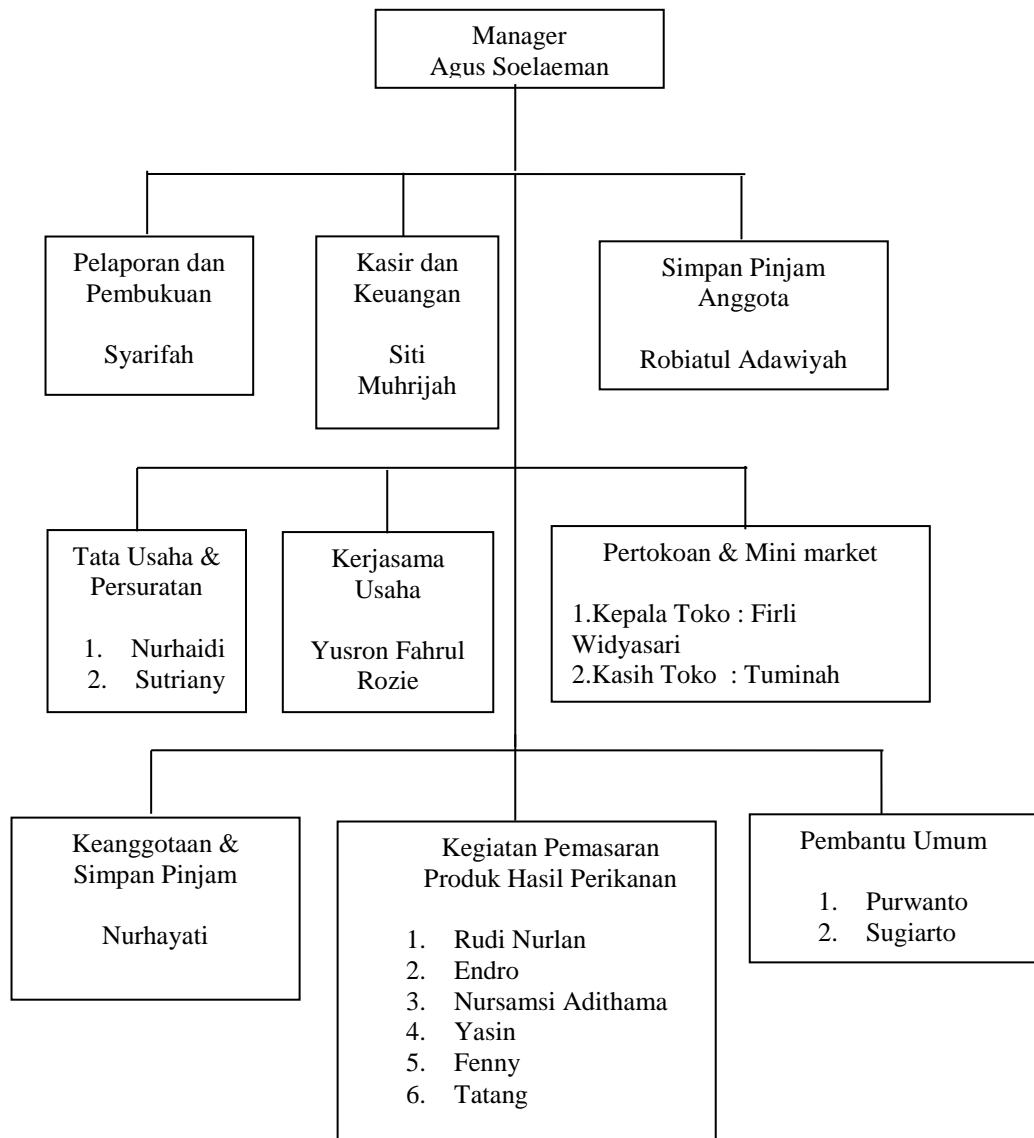 Manager
Agus Soelaeman
Pelaporan dan
Pembukuan
Syarifah
Kasir dan
Keuangan
Siti
Muhrijah
Simpan Pinjam
Anggota
Robiatul Adawiyah
Tata Usaha &
Persuratan
1. Nurhaidi
2. Sutriany
Kerjasama
Usaha
Yusron Fahrul
Rozie
Pertokoan & Mini market
1.Kepala Toko : Firli
Widyasari
2.Kasih Toko : Tuminah
Keanggotaan &
Simpan Pinjam
Nurhayati
Kegiatan Pemasaran
Produk Hasil Perikanan
1. Rudi Nurlan
2. Endro
3. Nursamsi Adithama
4. Yasin
5. Fenny
6. Tatang
Pembantu Umum
1. Purwanto
2. Sugiarto